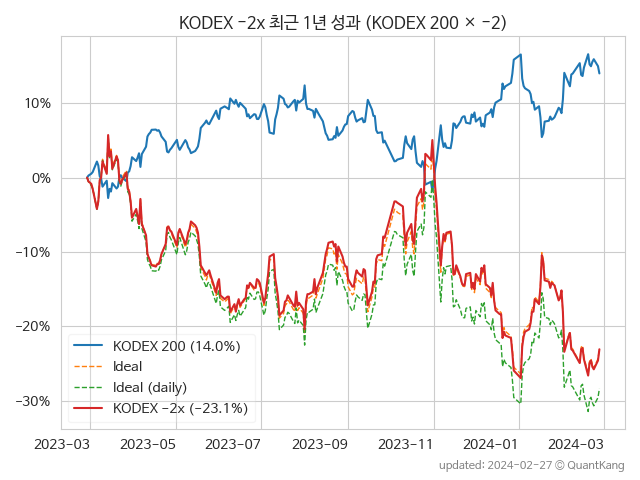 KODEX -2x 최근 1년 성과 (KODEX 200 × -2)
10%
0%
−10%
−20%
−30%
KODEX 200 (14.0%)
Ideal
Ideal (daily)
KODEX -2x (-23.1%)
2023-03
2023-05
2023-07
2023-09
2023-11
2024-01
2024-03
updated: 2024-02-27 © QuantKang